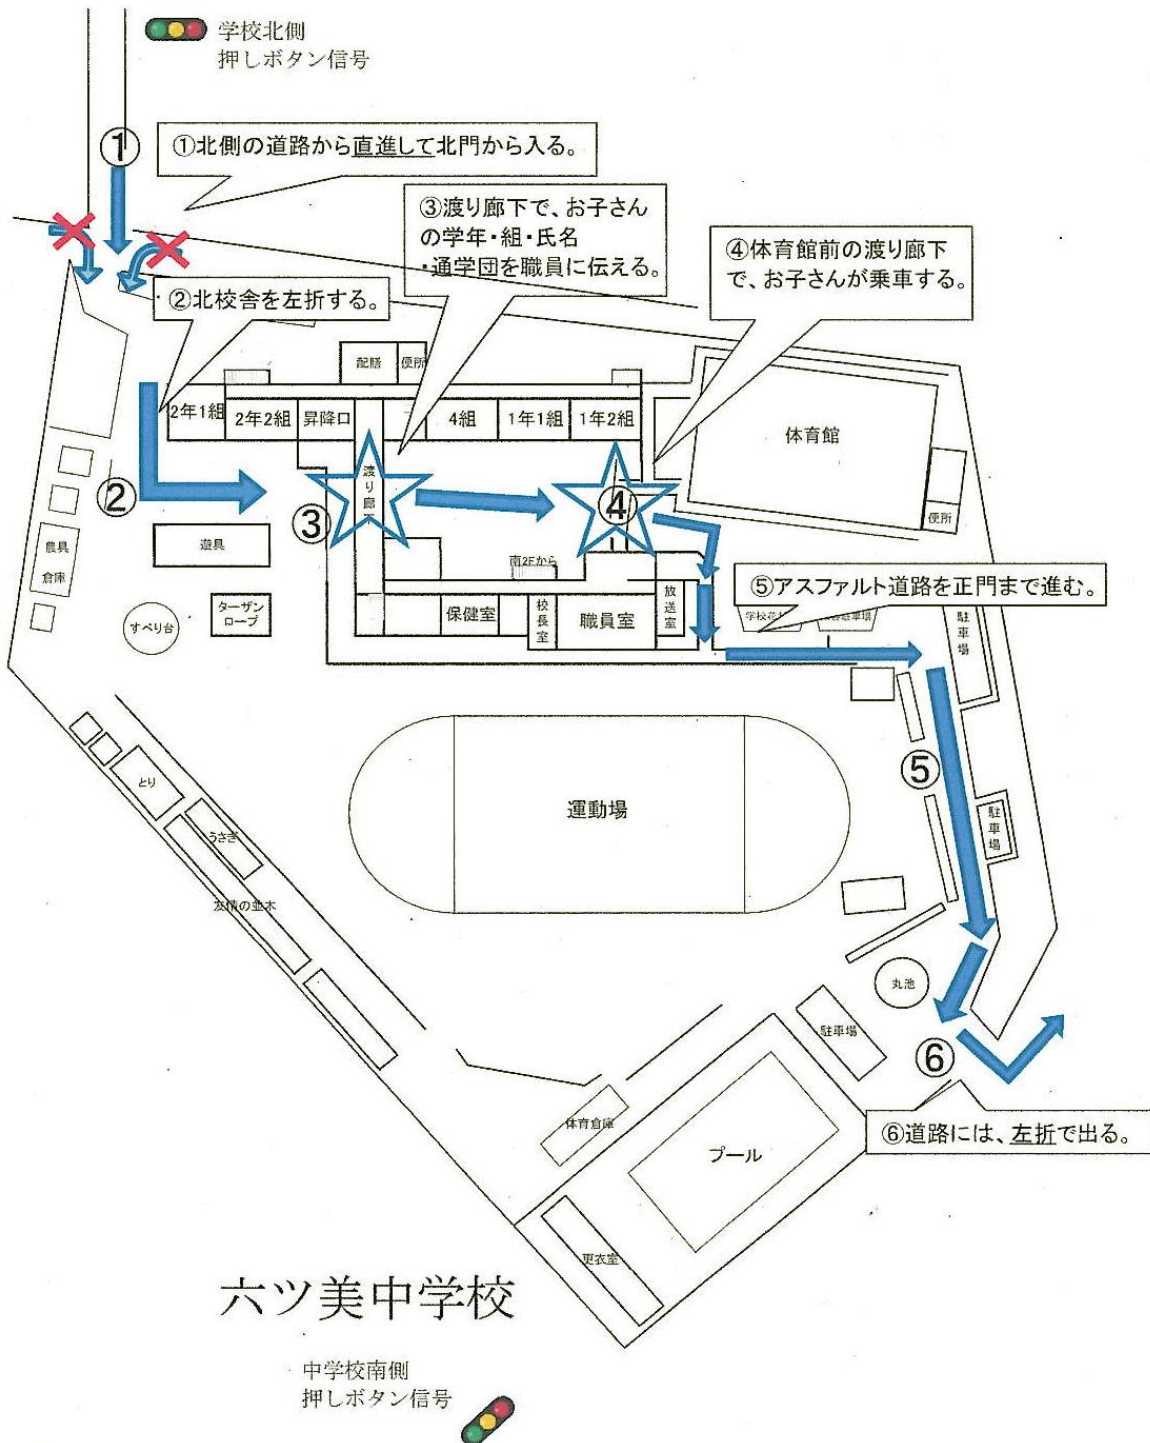 学校北側
押しボタン信号
①
①北側の道路から直進して北門から入る。
③渡り廊下で、お子さん
の学年・組・氏名
・通学団を職員に伝える。
④体育館前の渡り廊下
で、お子さんが乗車する。
②北校舎を左折する。
配膳
便所
2年1組
2年2組
昇降口
4組
1年1組
1年2組
体育館
渡り廊
②
③
④
便所
農具
倉庫
遊具
南2Fから
⑤アスファルト道路を正門まで進む。
すべり台
ターザン
ロープ
保健室
校長室
職員室
放送室
駐車場
⑤
とり
うさぎ
運動場
駐車場
友情の並木
丸池
駐車場
⑥
体育倉庫
プール
⑥道路には、左折で出る。
更衣室
六ツ美中学校
中学校南側
押しボタン信号